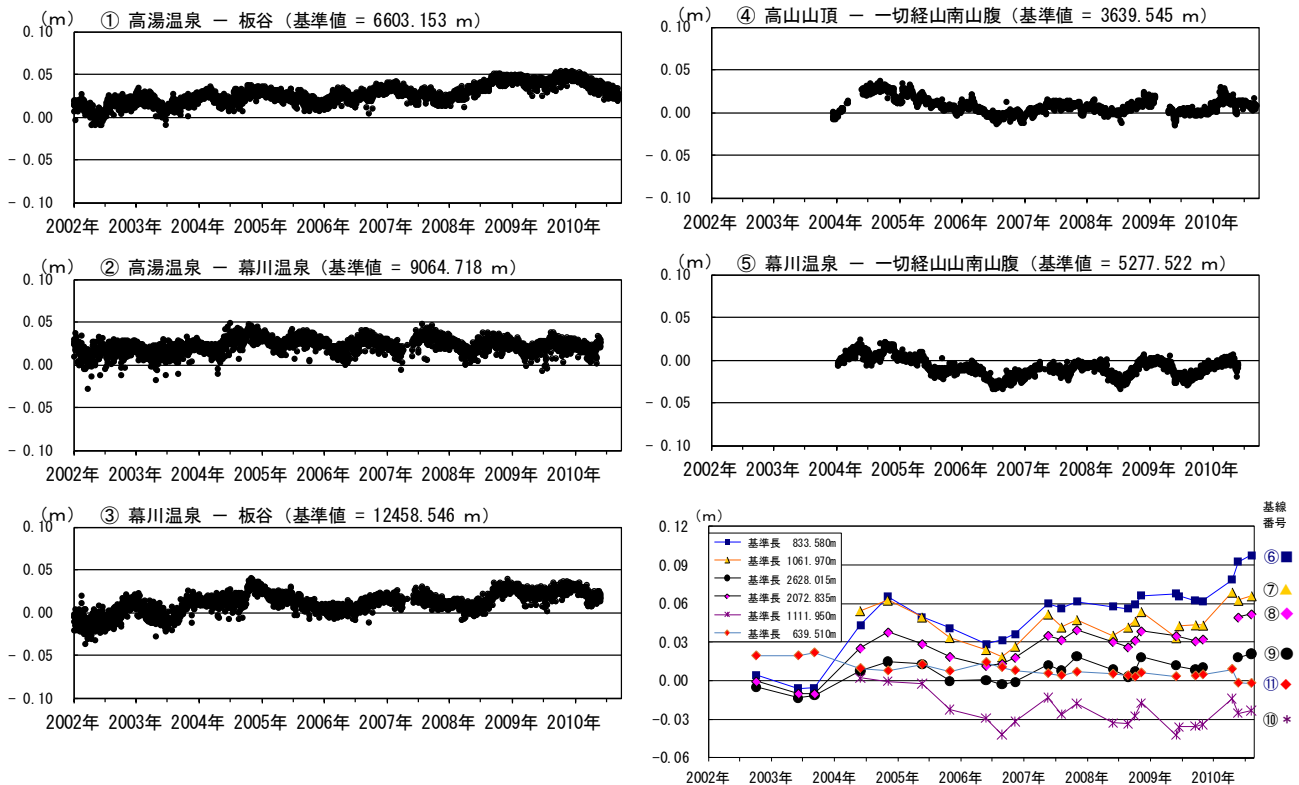 ① 高湯温泉 － 板谷 (基準値 = 6603.153 m)
(m)
0.10
0.05
0.00
- 0.05
- 0.10
2002年 2003年 2004年 2005年 2006年 2007年 2008年 2009年 2010年
② 高湯温泉 － 幕川温泉 (基準値 = 9064.718 m)
(m)
0.10
0.05
0.00
- 0.05
- 0.10
2002年 2003年 2004年 2005年 2006年 2007年 2008年 2009年 2010年
③ 幕川温泉 － 板谷 (基準値 = 12458.546 m)
(m)
0.10
0.05
0.00
- 0.05
- 0.10
2002年 2003年 2004年 2005年 2006年 2007年 2008年 2009年 2010年
④ 高山山頂 － 一切経山南山腹 (基準値 = 3639.545 m)
(m)
0.10
0.05
0.00
- 0.05
- 0.10
2002年 2003年 2004年 2005年 2006年 2007年 2008年 2009年 2010年
⑤ 幕川温泉 － 一切経山山南山腹 (基準値 = 5277.522 m)
(m)
0.10
0.05
0.00
- 0.05
- 0.10
2002年 2003年 2004年 2005年 2006年 2007年 2008年 2009年 2010年
(m)
0.12
0.09
0.06
0.03
0.00
-0.03
-0.06
基準長 833.580m
基準長 1061.970m
基準長 2628.015m
基準長 2072.835m
基準長 1111.950m
基準長 639.510m
2002年 2003年 2004年 2005年 2006年 2007年 2008年 2009年 2010年
基線
番号
⑥
⑦
⑧
⑨
⑪
⑩